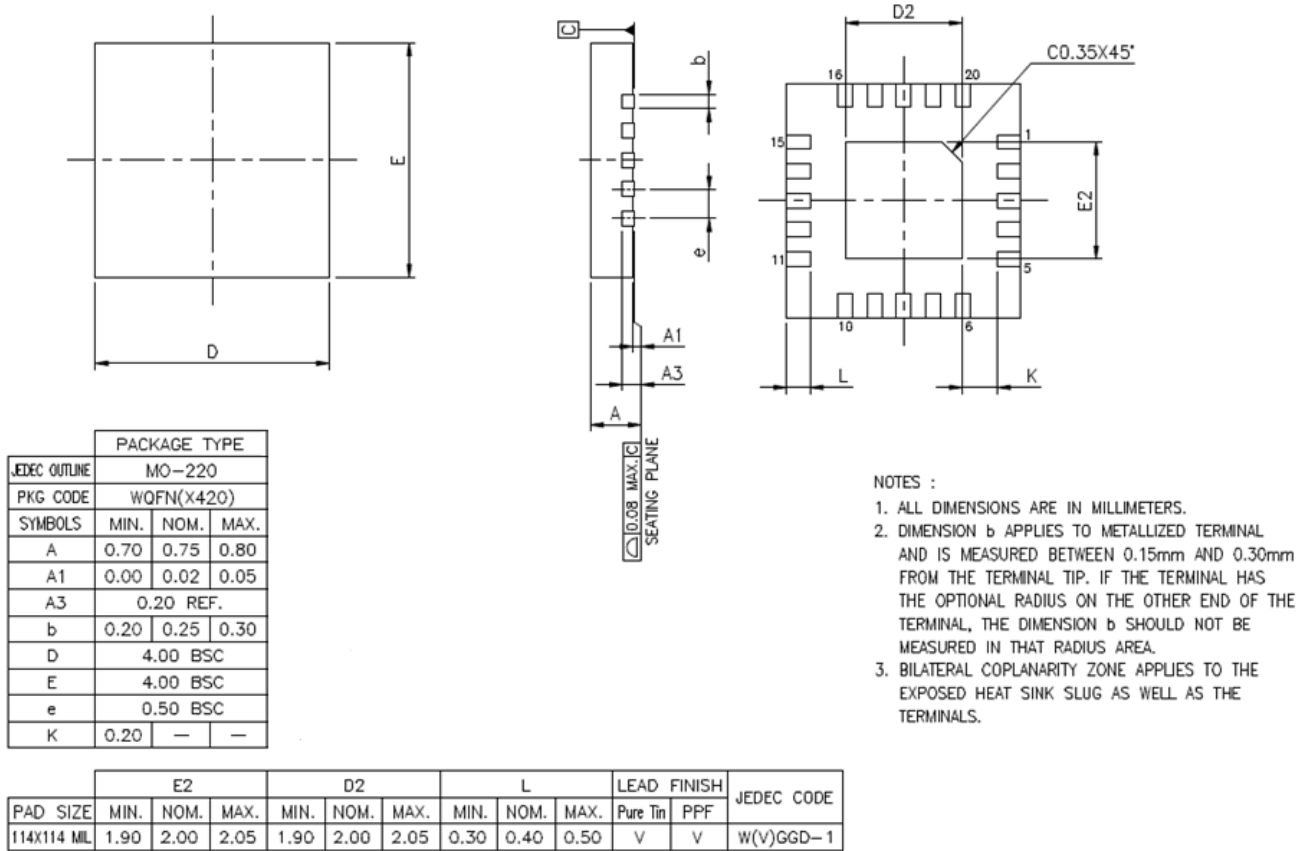 D
E
C
b
e
A1
A3
A
0.08 MAX. C
SEATING PLANE
D2
C0.35X45°
16
20
15
1
E2
11
5
10
6
L
K
PACKAGE TYPE
JEDEC OUTLINE MO-220
PKG CODE WQFN(X420)
SYMBOLS MIN. NOM. MAX.
A 0.70 0.75 0.80
A1 0.00 0.02 0.05
A3 0.20 REF.
b 0.20 0.25 0.30
D 4.00 BSC
E 4.00 BSC
e 0.50 BSC
K 0.20 — —
NOTES :
1. ALL DIMENSIONS ARE IN MILLIMETERS.
2. DIMENSION b APPLIES TO METALLIZED TERMINAL
AND IS MEASURED BETWEEN 0.15mm AND 0.30mm
FROM THE TERMINAL TIP. IF THE TERMINAL HAS
THE OPTIONAL RADIUS ON THE OTHER END OF THE
TERMINAL, THE DIMENSION b SHOULD NOT BE
MEASURED IN THAT RADIUS AREA.
3. BILATERAL COPLANARITY ZONE APPLIES TO THE
EXPOSED HEAT SINK SLUG AS WELL AS THE
TERMINALS.
E2 D2 L LEAD FINISH JEDEC CODE
PAD SIZE MIN. NOM. MAX. MIN. NOM. MAX. MIN. NOM. MAX. Pure Tin PPF
114X114 MIL 1.90 2.00 2.05 1.90 2.00 2.05 0.30 0.40 0.50 V V W(V)GGD-1